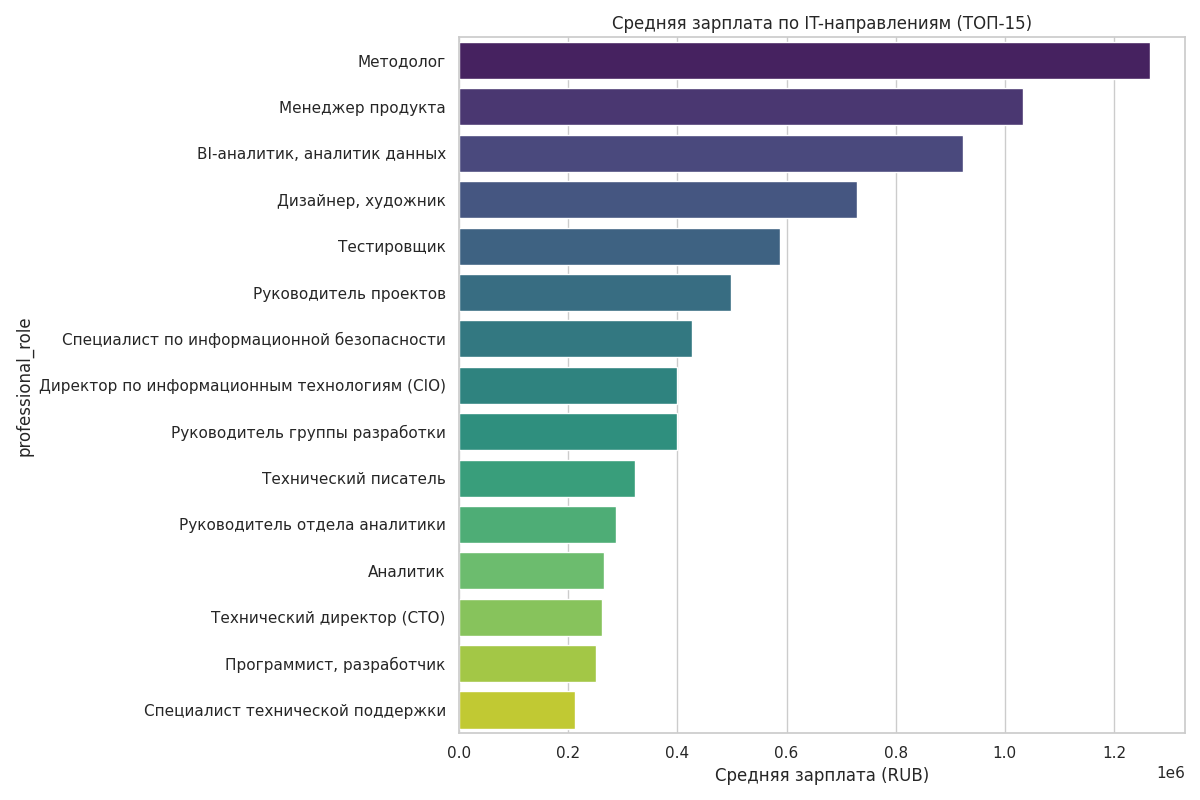 Средняя зарплата по IT-направлениям (ТОП-15)
professional_role
Методолог
Менеджер продукта
BI-аналитик, аналитик данных
Дизайнер, художник
Тестировщик
Руководитель проектов
Специалист по информационной безопасности
Директор по информационным технологиям (CIO)
Руководитель группы разработки
Технический писатель
Руководитель отдела аналитики
Аналитик
Технический директор (CTO)
Программист, разработчик
Специалист технической поддержки
0.0 0.2 0.4 0.6 0.8 1.0 1.2
1e6
Средняя зарплата (RUB)